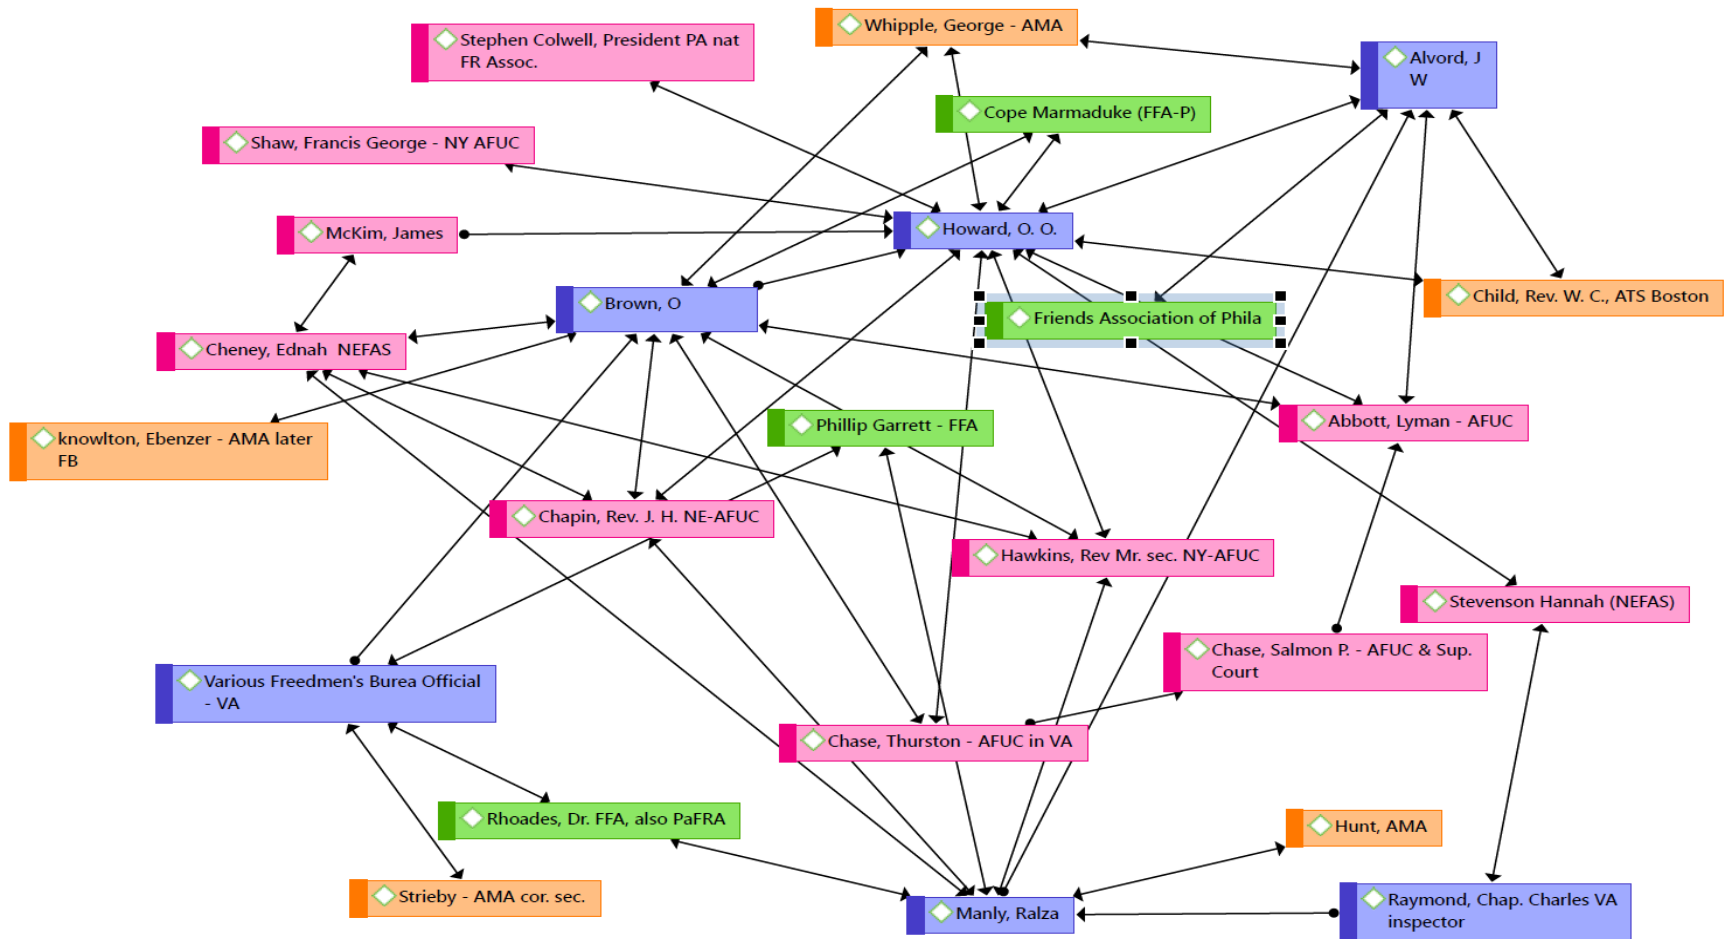 Whipple, George - AMA
Stephen Colwell, President PA nat
FR Assoc.
Alvord, J
W
Cope Marmaduke (FFA-P)
Shaw, Francis George - NY AFUC
McKim, James
Howard, O. O.
Child, Rev. W. C., ATS Boston
Brown, O
Friends Association of Phila
Cheney, Ednah  NEFAS
Phillip Garrett - FFA
Abbott, Lyman - AFUC
knowlton, Ebenzer - AMA later
FB
Chapin, Rev. J. H. NE-AFUC
Hawkins, Rev Mr. sec. NY-AFUC
Stevenson Hannah (NEFAS)
Chase, Salmon P. - AFUC & Sup.
Court
Various Freedmen's Burea Official
- VA
Chase, Thurston - AFUC in VA
Rhoades, Dr. FFA, also PaFRA
Hunt, AMA
Strieby - AMA cor. sec.
Manly, Ralza
Raymond, Chap. Charles VA
inspector